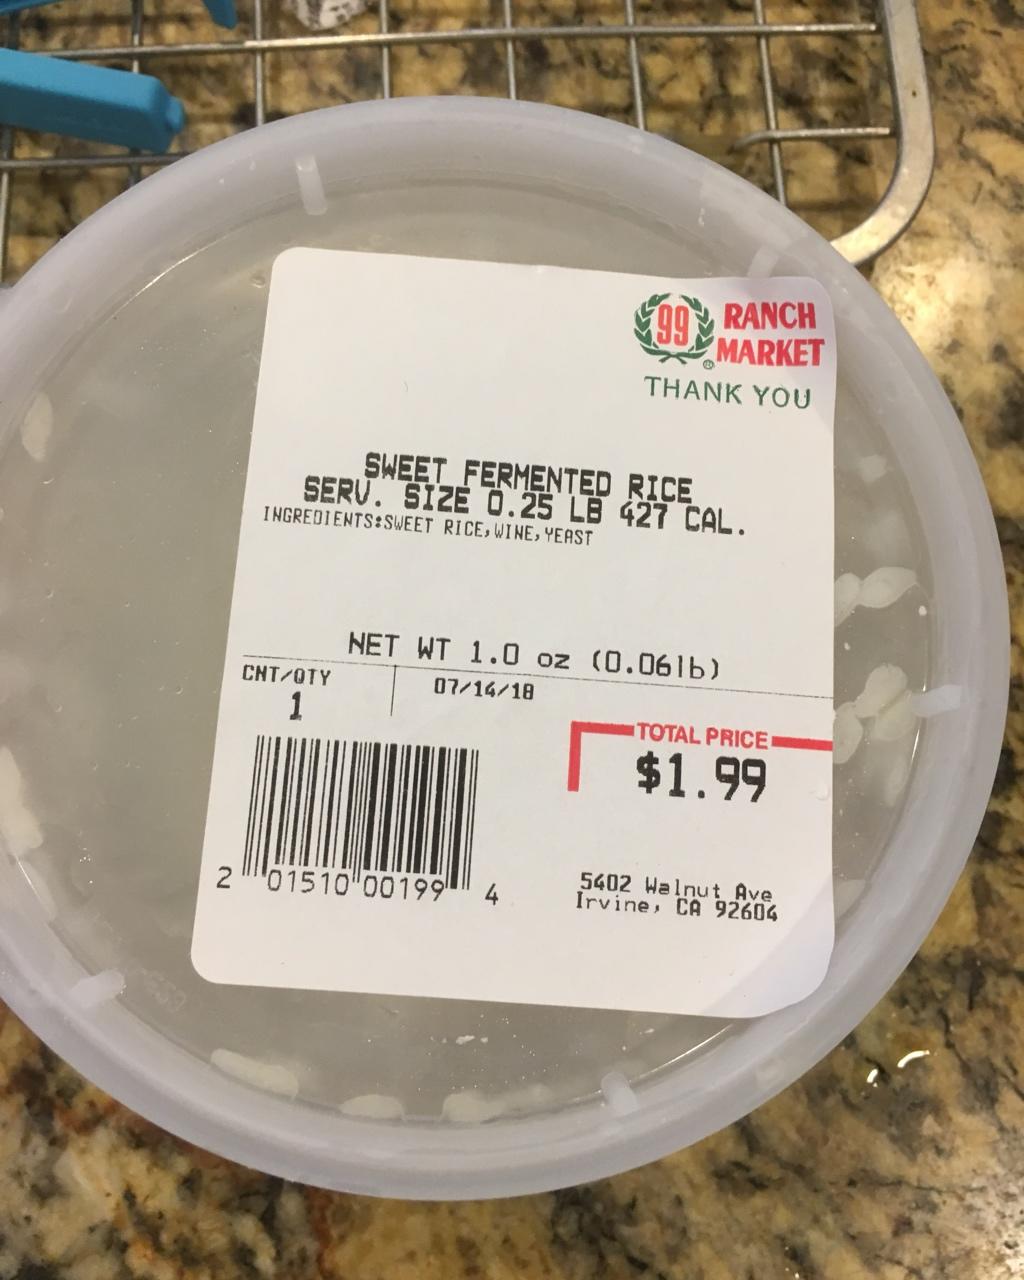 99 RANCH
MARKET
®
THANK YOU
SWEET FERMENTED RICE
SERV. SIZE 0.25 LB 427 CAL.
INGREDIENTS:SWEET RICE,WINE,YEAST
NET WT 1.0 oz (0.06lb)
CNT/QTY
07/14/18
1
TOTAL PRICE
$1.99
2 01510 00199 4
5402 Walnut Ave
Irvine, CA 92604